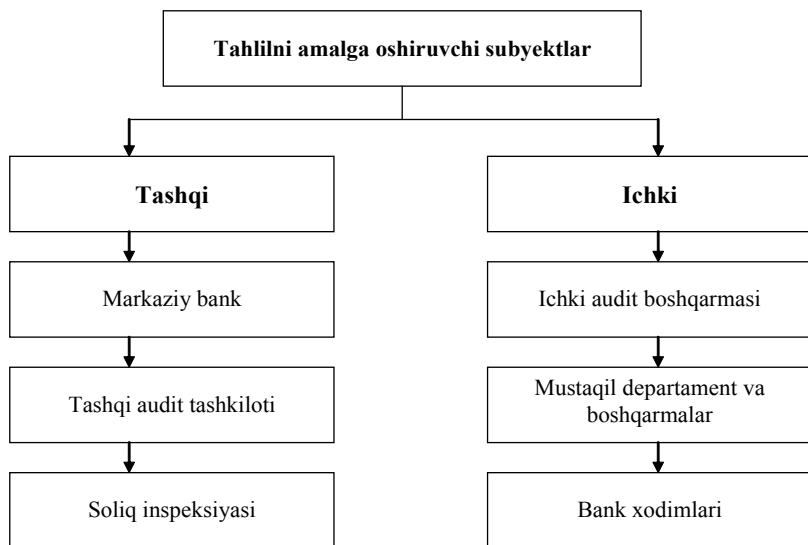 Tahlilni amalga oshiruvchi subyektlar
Tashqi
Ichki
Markaziy bank
Ichki audit boshqarmasi
Tashqi audit tashkiloti
Mustaqil departament va
boshqarmalar
Soliq inspeksiyasi
Bank xodimlari